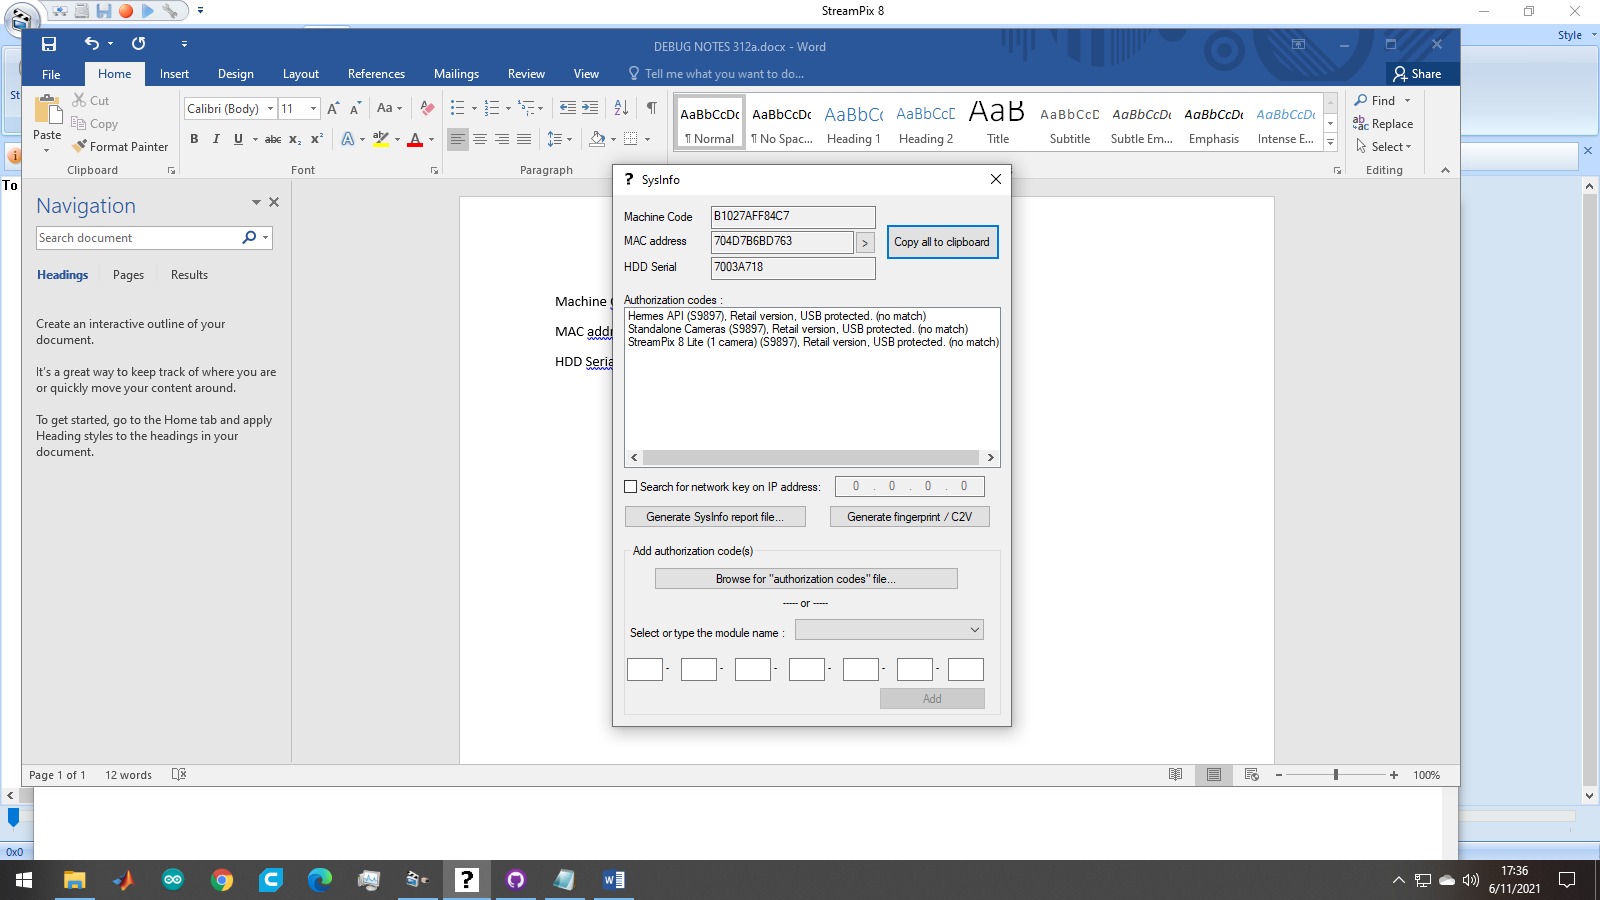 StreamPix 8
Style
DEBUG NOTES 312a.docx - Word
File
Home
Insert
Design
Layout
References
Mailings
Review
View
Tell me what you want to do...
Share
St
Paste
Cut
Copy
Format Painter
Clipboard
Calibri (Body)
11
Font
Paragraph
AaBbCcDc
¶ Normal
AaBbCcDc
¶ No Spac...
AaBbCc
Heading 1
AaBbCcD
Heading 2
AaB
Title
AaBbCcD
Subtitle
AaBbCcDc
Subtle Em...
AaBbCcDc
Emphasis
AaBbCcDc
Intense E...
Find
Replace
Select
Editing
To
Navigation
Search document
Headings
Pages
Results
Create an interactive outline of your
document.
It's a great way to keep track of where you are
or quickly move your content around.
To get started, go to the Home tab and apply
Heading styles to the headings in your
document.
Machine
MAC addr
HDD Seria
? SysInfo
Machine Code
B1027AFF84C7
MAC address
704D7B6BD763
>
HDD Serial
7003A718
Copy all to clipboard
Authorization codes :
Hermes API (S9897), Retail version, USB protected. (no match)
Standalone Cameras (S9897), Retail version, USB protected. (no match)
StreamPix 8 Lite (1 camera) (S9897), Retail version, USB protected. (no match)
Search for network key on IP address:
0 . 0 . 0 . 0
Generate SysInfo report file...
Generate fingerprint / C2V
Add authorization code(s)
Browse for "authorization codes" file...
----- or -----
Select or type the module name :
- - - - - -
Add
Page 1 of 1
12 words
100%
0x0
17:36
6/11/2021